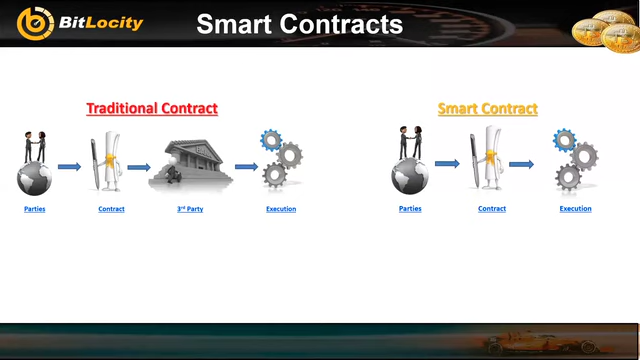 BitLocity
Smart Contracts
Traditional Contract
Smart Contract
Parties
Contract
3rd Party
Execution
Parties
Contract
Execution